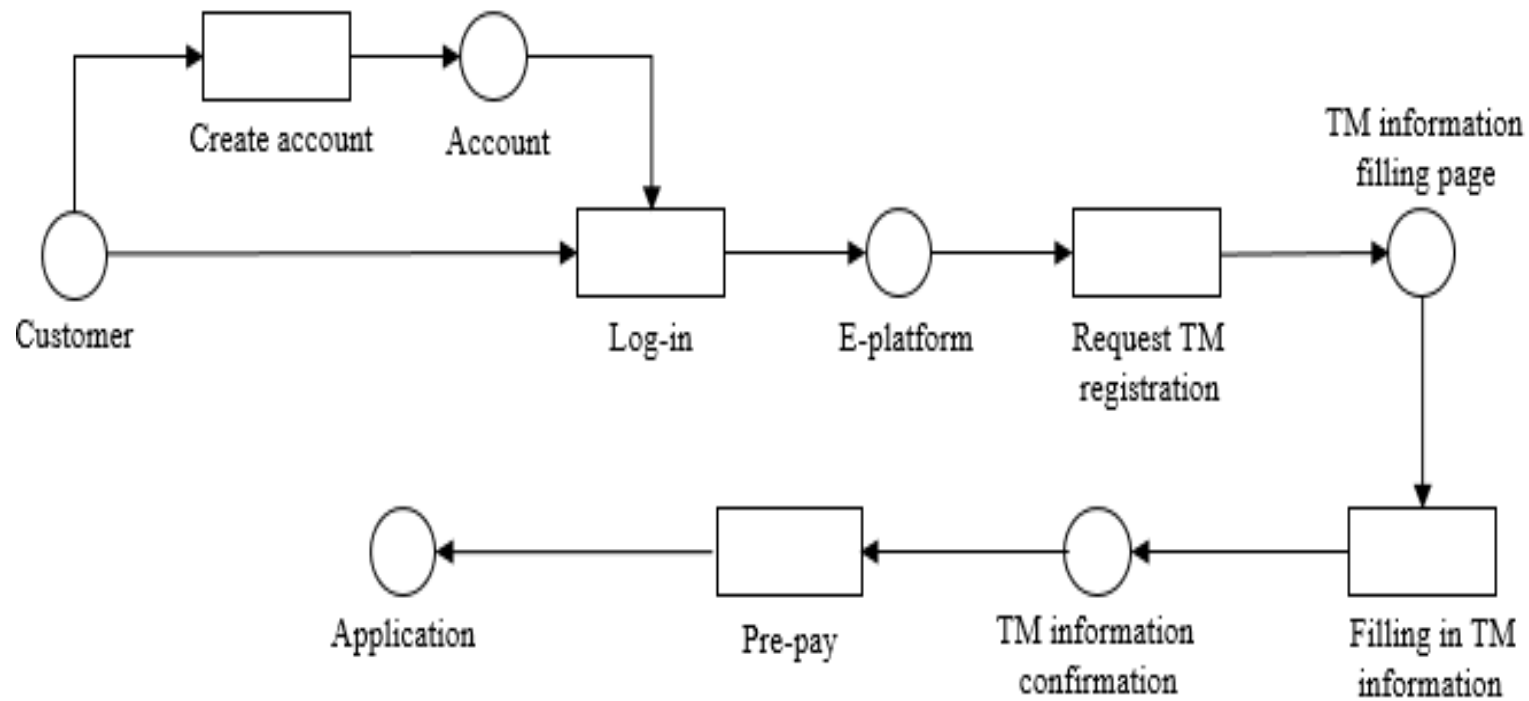 Create account
Account
TM information
filling page
Customer
Log-in
E-platform
Request TM
registration
Application
Pre-pay
TM information
confirmation
Filling in TM
information